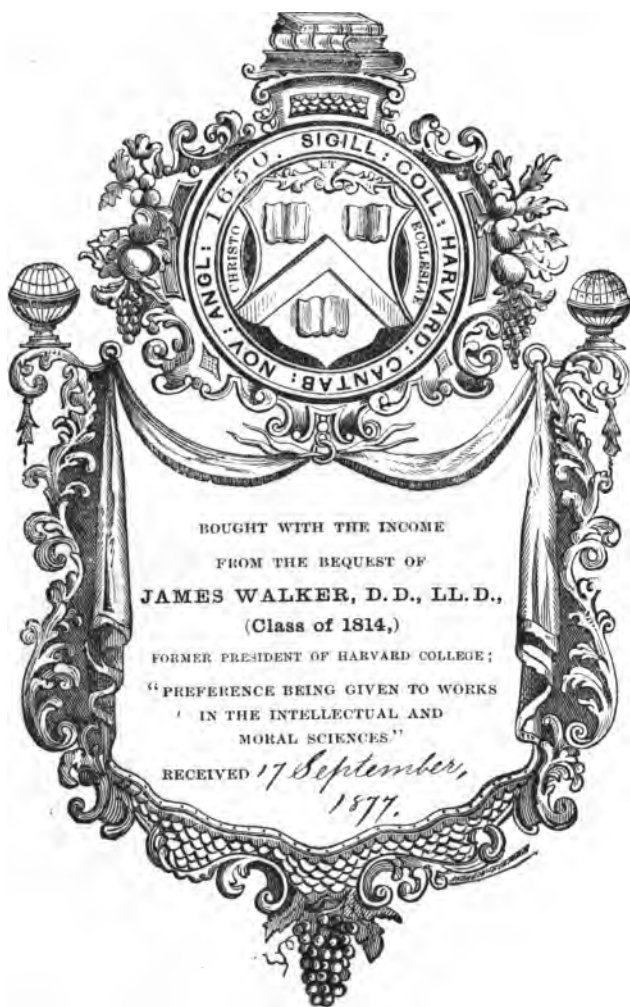 SIGILL: COLL: HARVARD: CANTAB: NOV: ANGL: 1650.
CHRISTO
ET
ECCLESIAE
BOUGHT WITH THE INCOME
FROM THE BEQUEST OF
JAMES WALKER, D.D., LL.D.,
(Class of 1814,)
FORMER PRESIDENT OF HARVARD COLLEGE;
"PREFERENCE BEING GIVEN TO WORKS
IN THE INTELLECTUAL AND
MORAL SCIENCES"
RECEIVED 17 September,
1877.